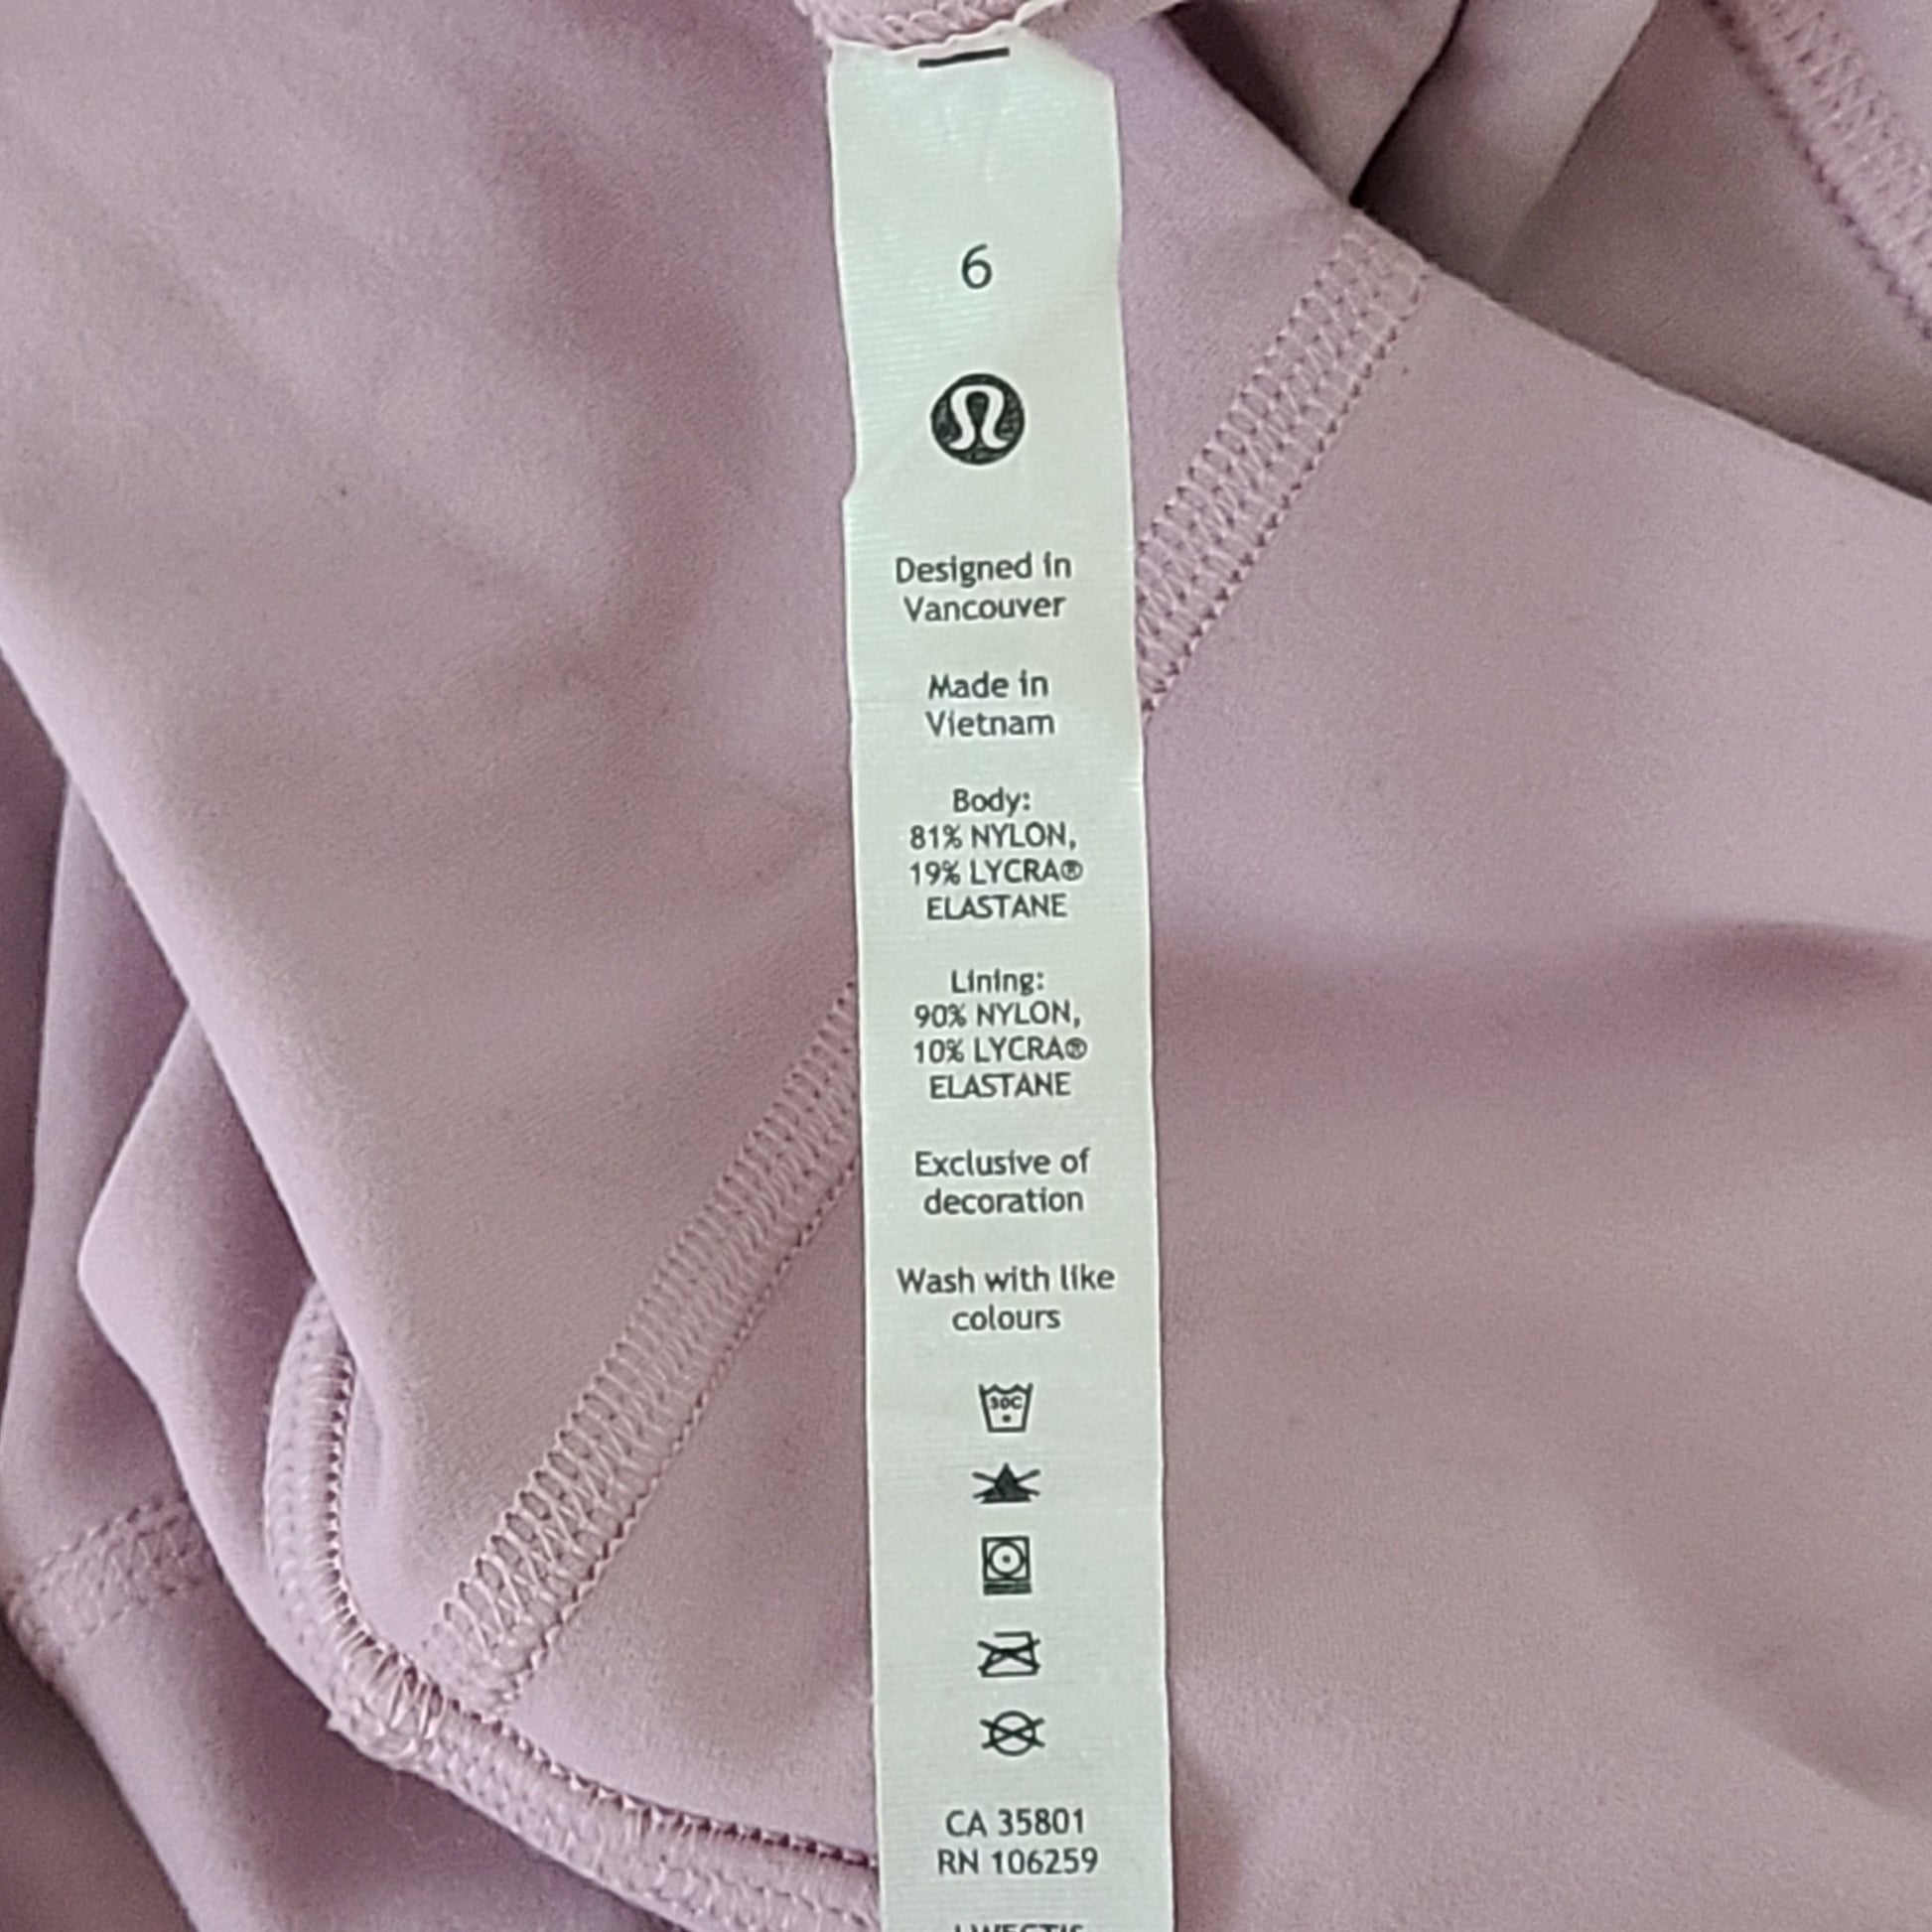 6
Designed in
Vancouver
Made in
Vietnam
Body:
81% NYLON,
19% LYCRA®
ELASTANE
Lining:
90% NYLON,
10% LYCRA®
ELASTANE
Exclusive of
decoration
Wash with like
colours
30C
CA 35801
RN 106259